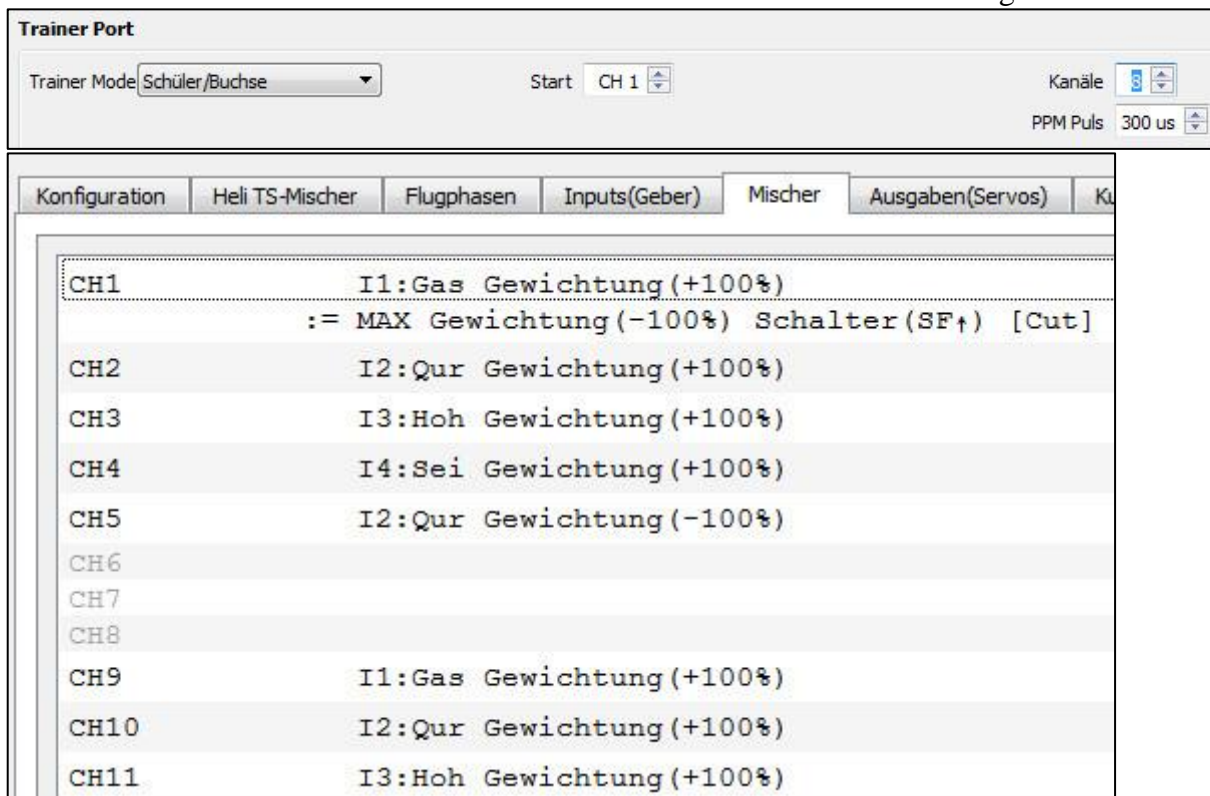 Trainer Port
Trainer Mode Schüler/Buchse Start CH 1 Kanäle 8
PPM Puls 300 us
Konfiguration Heli TS-Mischer Flugphasen Inputs(Geber) Mischer Ausgaben(Servos)
CH1 I1:Gas Gewichtung(+100%)
:= MAX Gewichtung(-100%) Schalter(SF↑) [Cut]
CH2 I2:Qur Gewichtung(+100%)
CH3 I3:Hoh Gewichtung(+100%)
CH4 I4:Sei Gewichtung(+100%)
CH5 I2:Qur Gewichtung(-100%)
CH6
CH7
CH8
CH9 I1:Gas Gewichtung(+100%)
CH10 I2:Qur Gewichtung(+100%)
CH11 I3:Hoh Gewichtung(+100%)